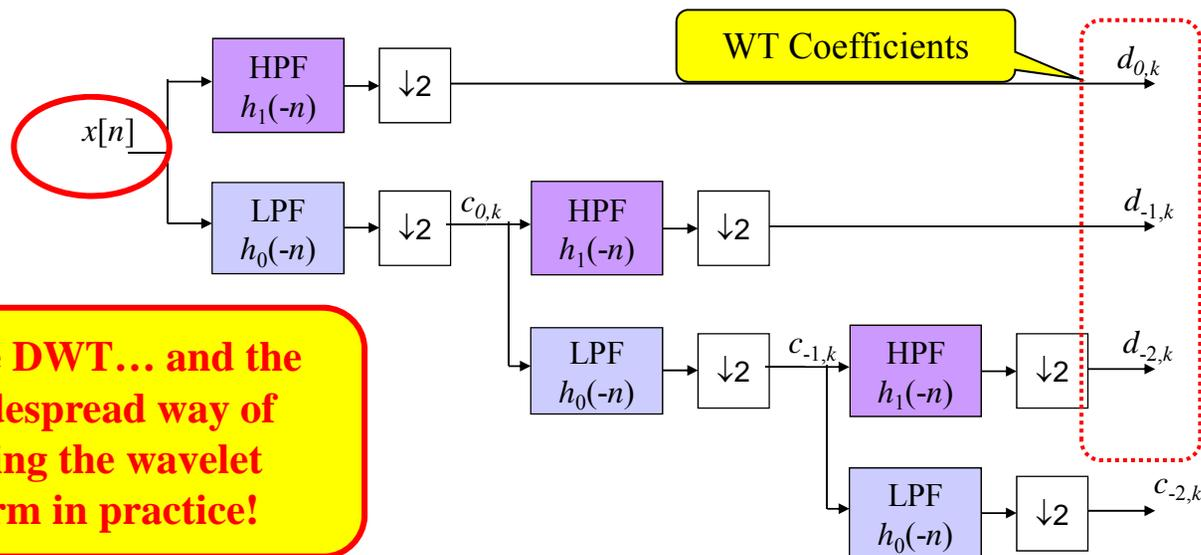 WT Coefficients
x[n]
HPF
h₁(-n)
↓2
d₀,ₖ
LPF
h₀(-n)
↓2
c₀,ₖ
HPF
h₁(-n)
↓2
d₋₁,ₖ
LPF
h₀(-n)
↓2
c₋₁,ₖ
HPF
h₁(-n)
↓2
d₋₂,ₖ
LPF
h₀(-n)
↓2
c₋₂,ₖ
DWT… and the
despread way of
ing the wavelet
rm in practice!